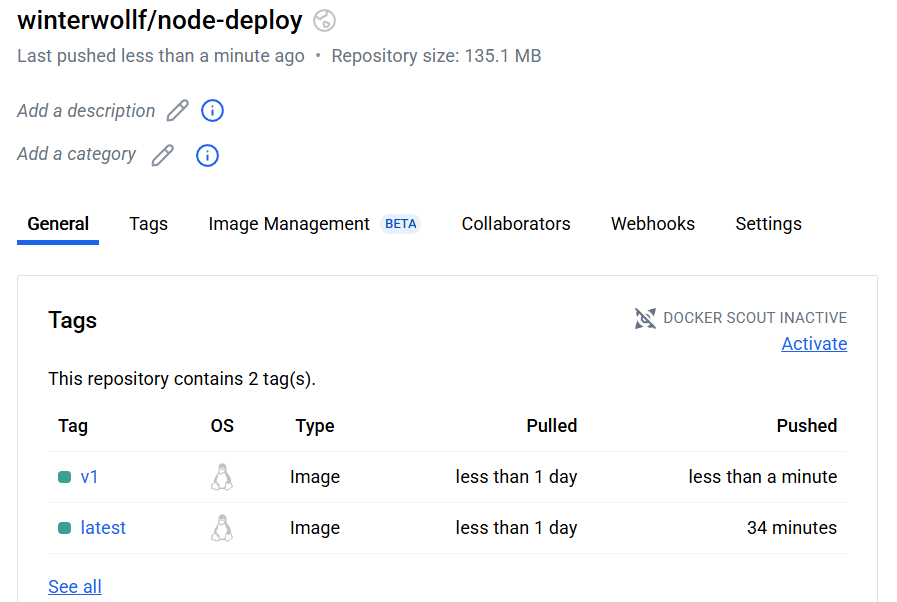 winterwollf/node-deploy
Last pushed less than a minute ago • Repository size: 135.1 MB
Add a description
Add a category
General Tags Image Management BETA Collaborators Webhooks Settings
Tags
DOCKER SCOUT INACTIVE
Activate
This repository contains 2 tag(s).
Tag OS Type Pulled Pushed
v1 Image less than 1 day less than a minute
latest Image less than 1 day 34 minutes
See all